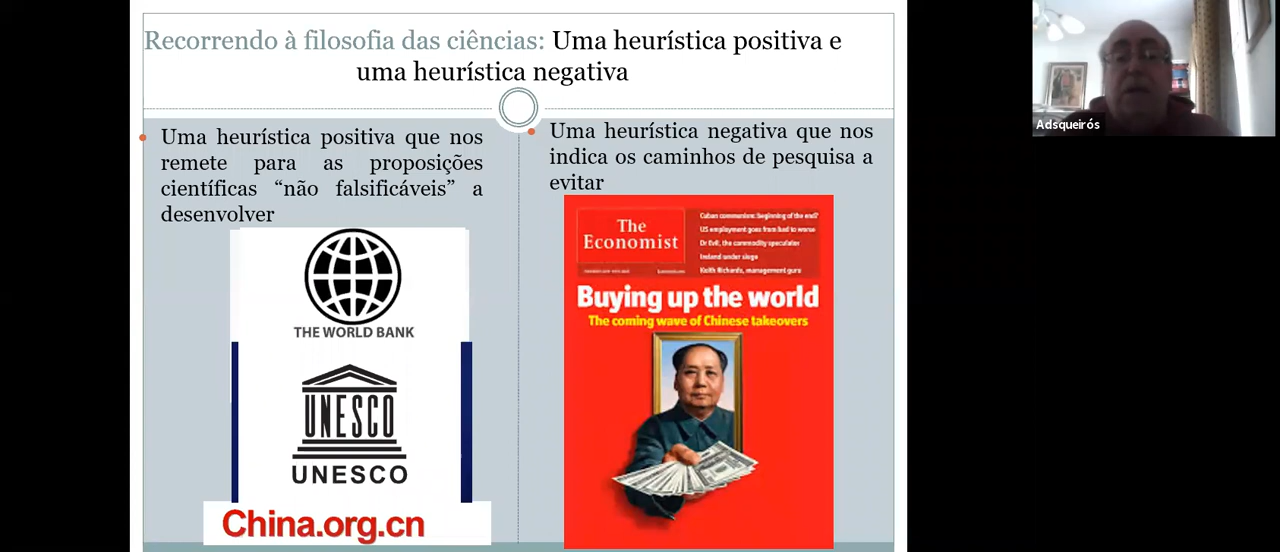 Recorrendo à filosofia das ciências: Uma heurística positiva e
uma heurística negativa
Uma heurística positiva que nos
remete para as proposições
científicas “não falsificáveis” a
desenvolver
THE WORLD BANK
UNESCO
UNESCO
China.org.cn
Uma heurística negativa que nos
indica os caminhos de pesquisa a
evitar
The
Economist
Cuban communism: beginning of the end?
US employment goes from bad to worse
Dr Evil, the commodity speculator
Ireland under siege
Keith Richards, management guru
Buying up the world
The coming wave of Chinese takeovers
Adsqueirós